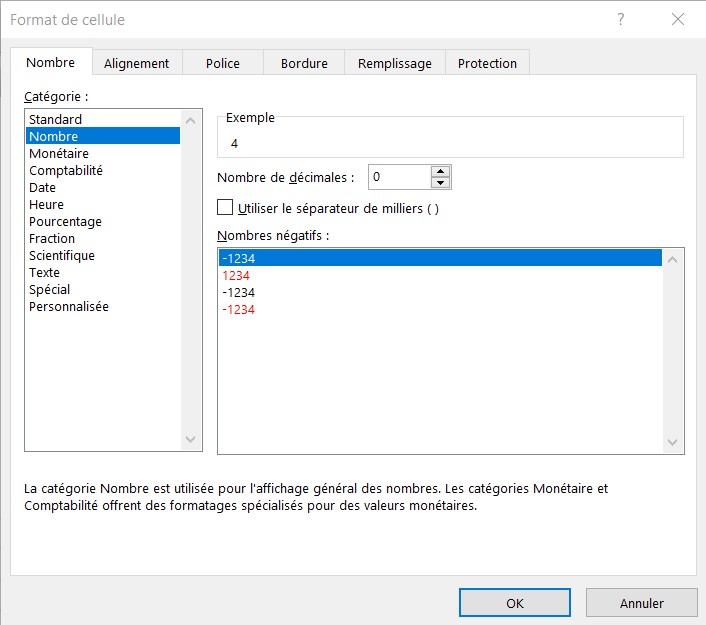 Format de cellule
?
Nombre
Alignement
Police
Bordure
Remplissage
Protection
Catégorie :
Standard
Nombre
Monétaire
Comptabilité
Date
Heure
Pourcentage
Fraction
Scientifique
Texte
Spécial
Personnalisée
Exemple
4
Nombre de décimales : 0
Utiliser le séparateur de milliers ( )
Nombres négatifs :
-1234
1234
-1234
-1234
La catégorie Nombre est utilisée pour l'affichage général des nombres. Les catégories Monétaire et
Comptabilité offrent des formatages spécialisés pour des valeurs monétaires.
OK
Annuler